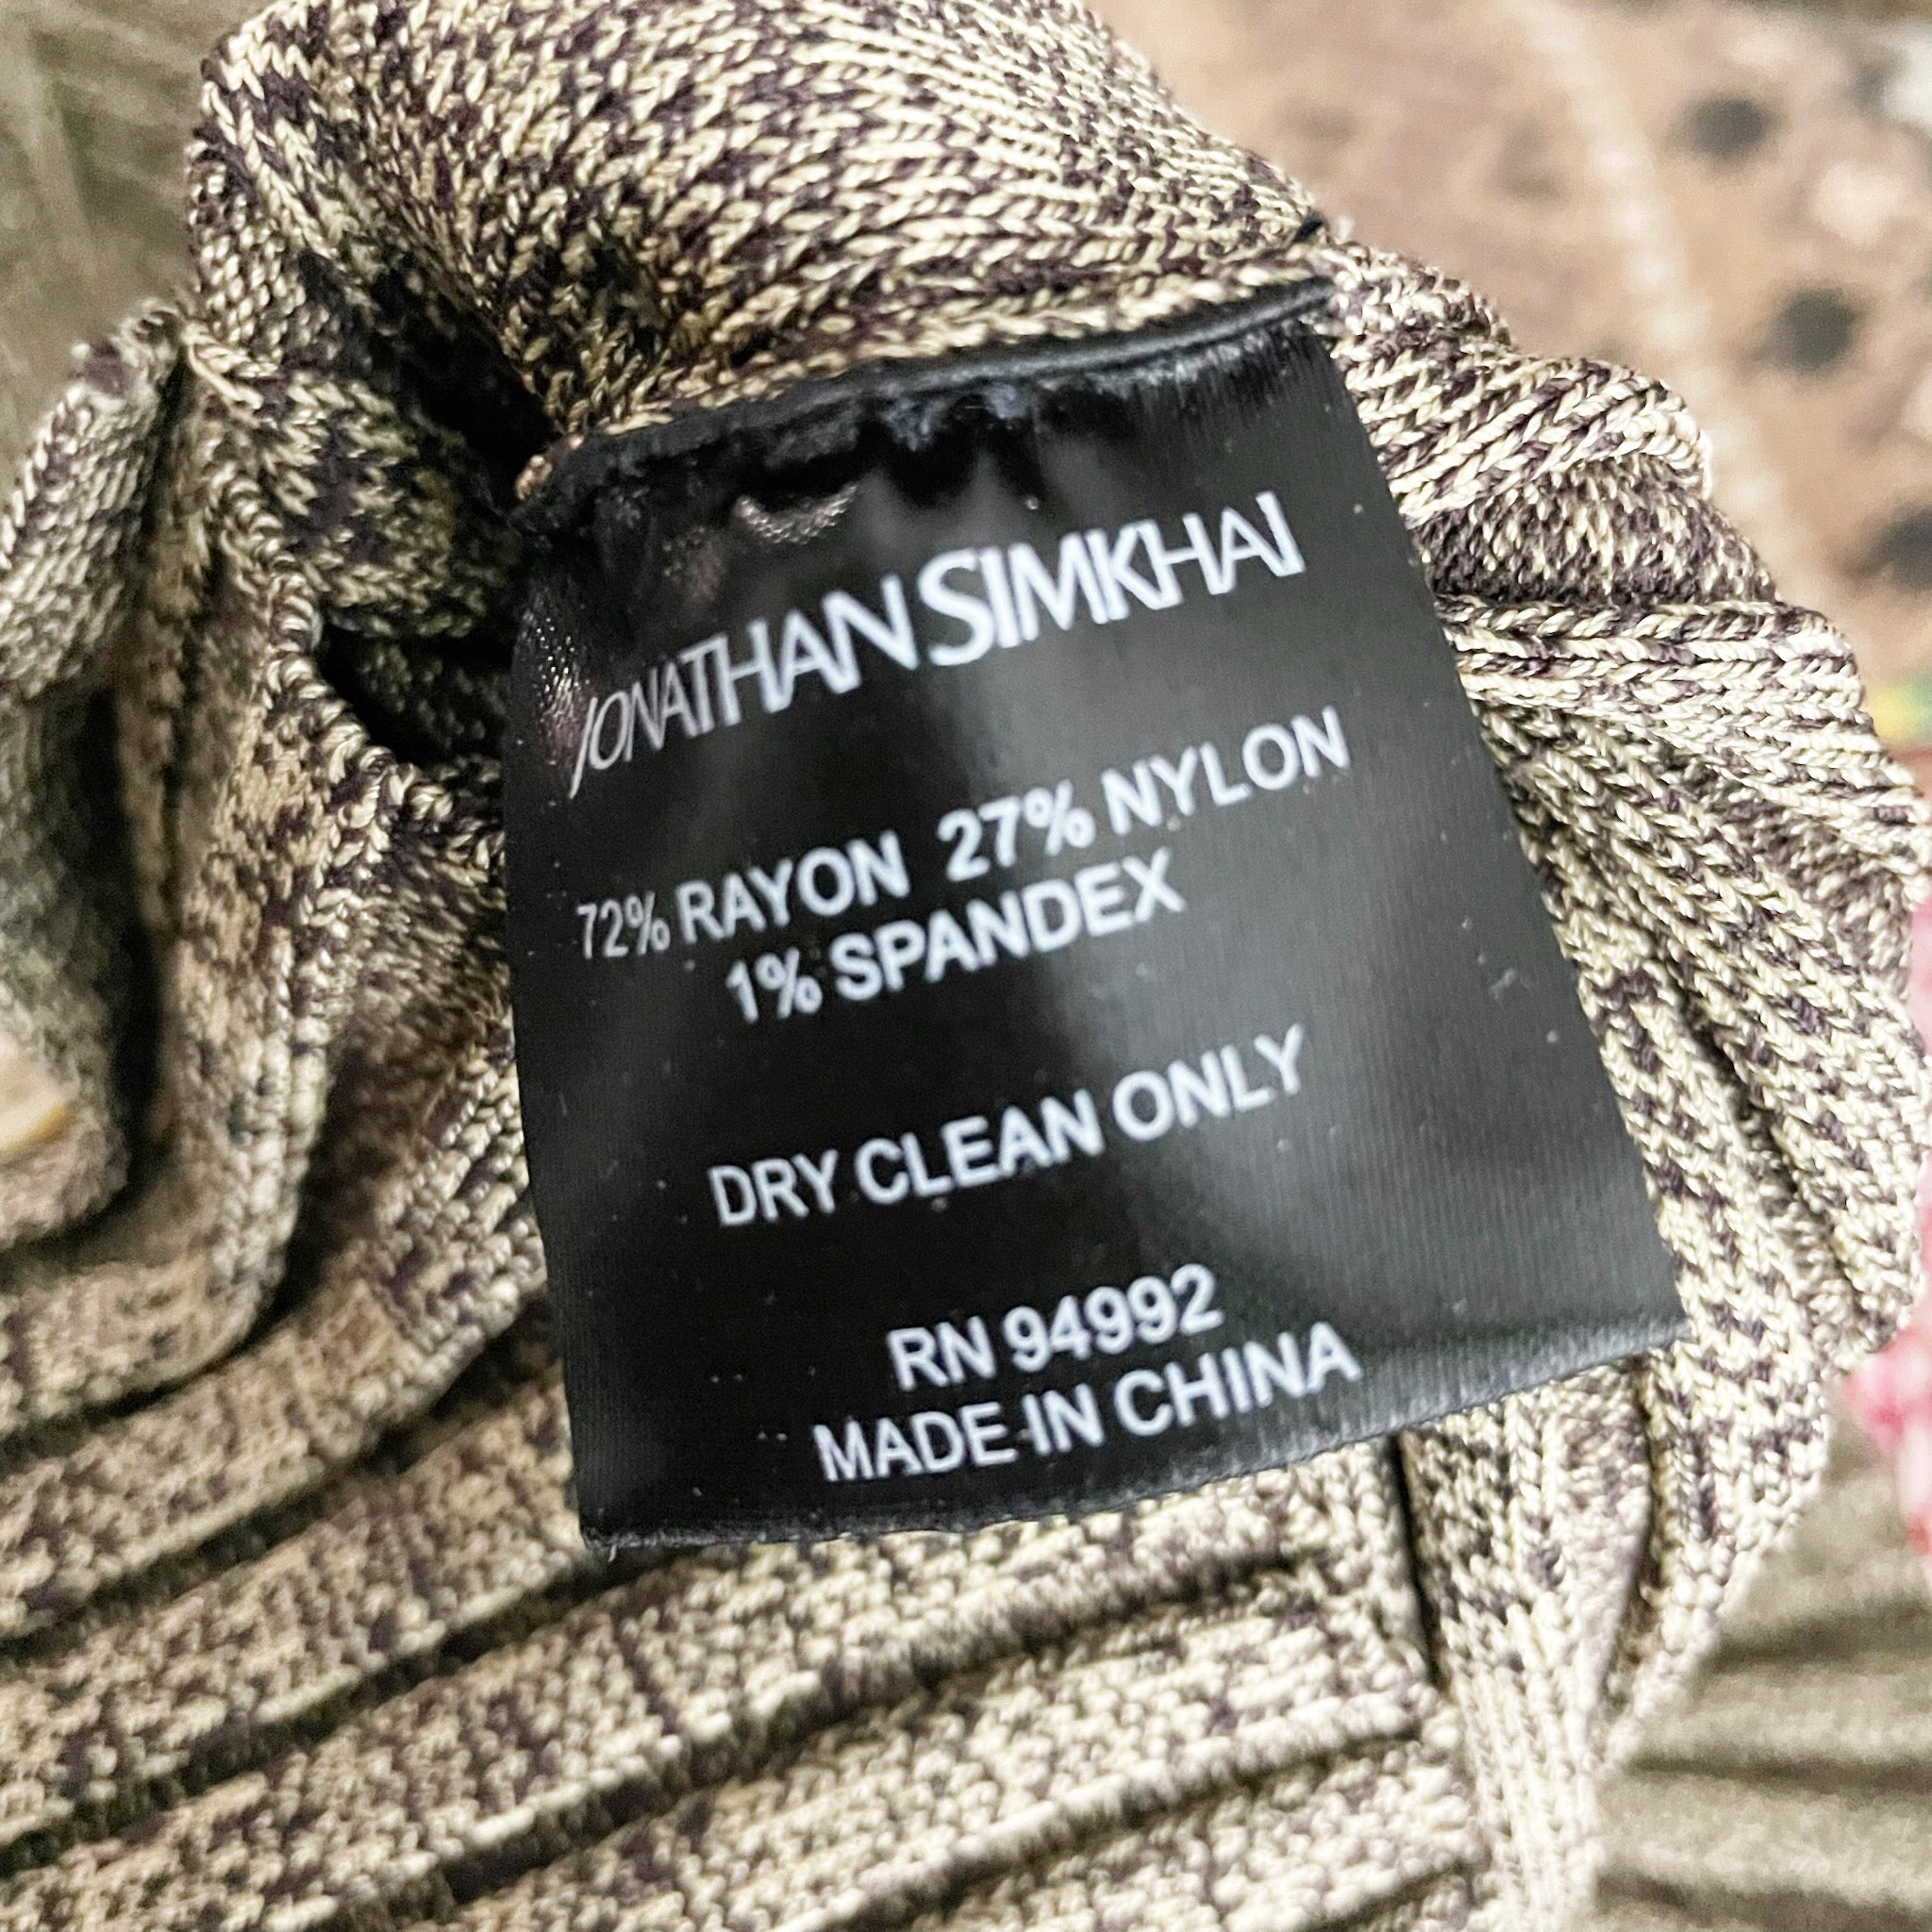 JONATHAN SIMKHAI
72% RAYON 27% NYLON
1% SPANDEX
DRY CLEAN ONLY
RN 94992
MADE IN CHINA